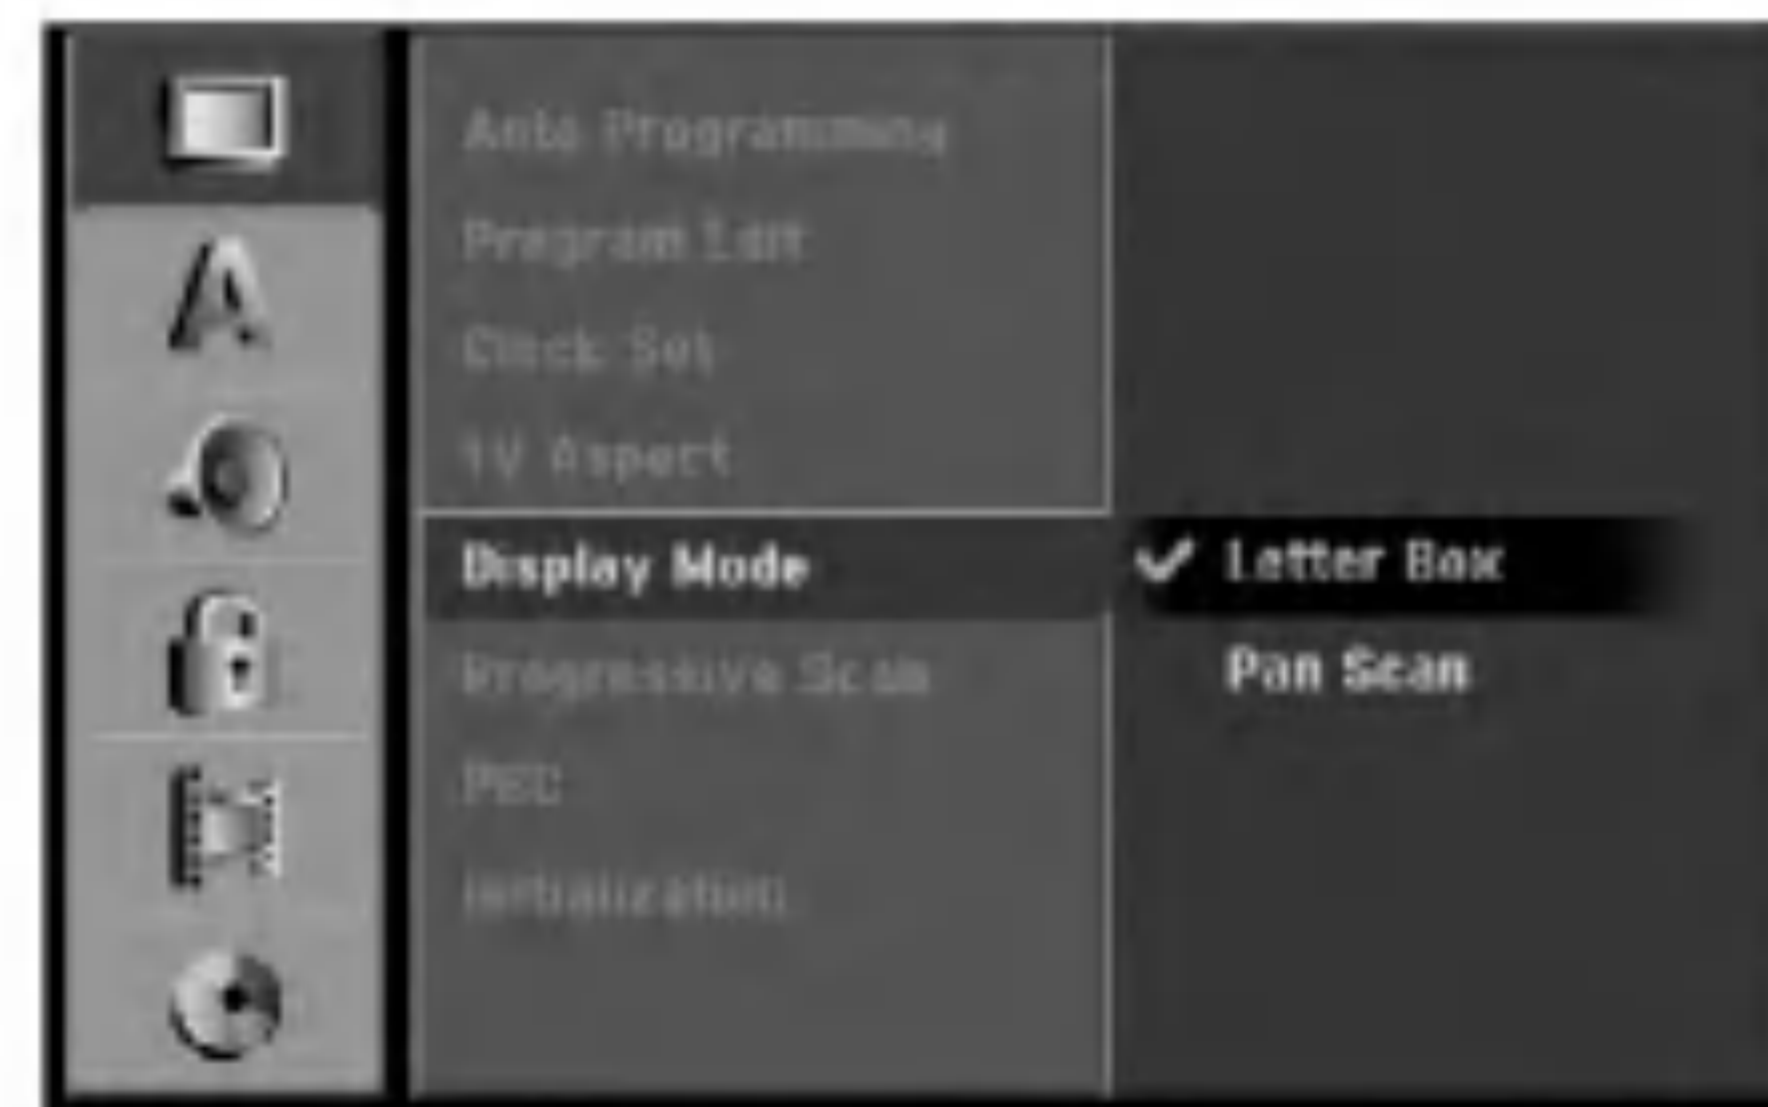 Auto Programming
Program Edit
Clock Set
TV Aspect
Display Mode
Letter Box
Pan Scan
Progressive Scan
PBC
Initialization